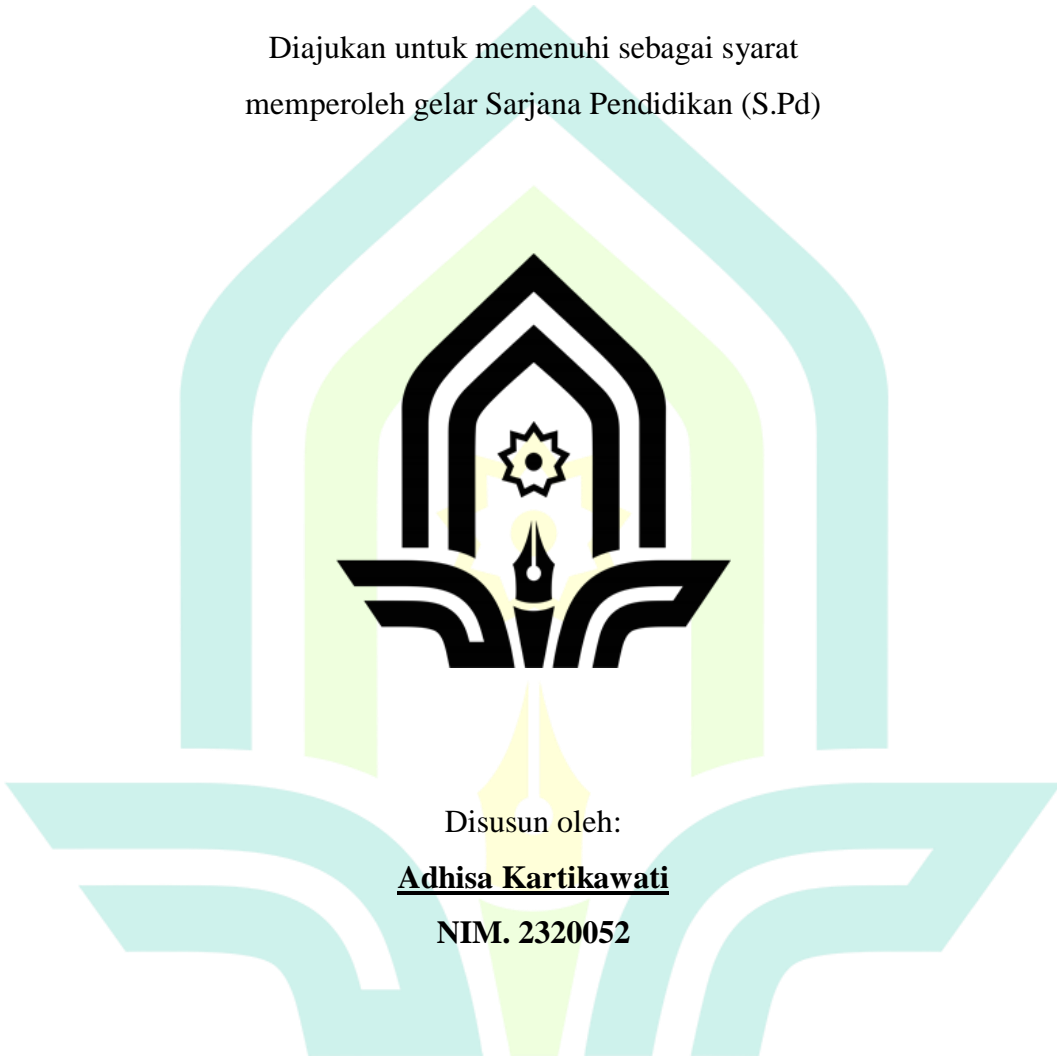 Diajukan untuk memenuhi sebagai syarat
memperoleh gelar Sarjana Pendidikan (S.Pd)
Disusun oleh:
Adhisa Kartikawati
NIM. 2320052